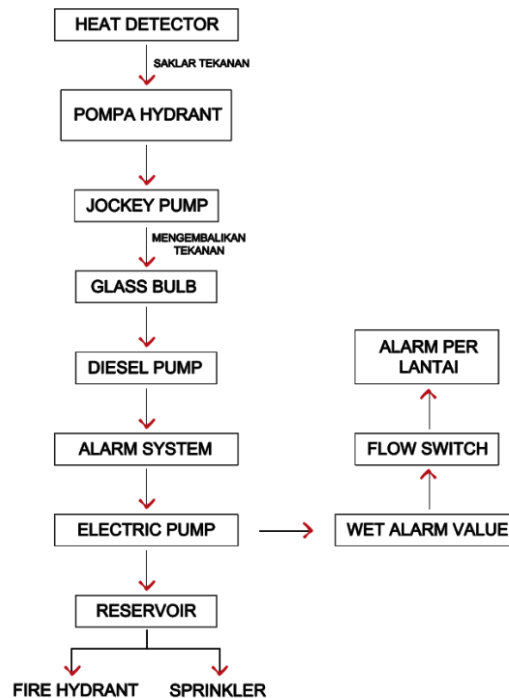 HEAT DETECTOR
SAKLAR TEKANAN
POMPA HYDRANT
JOCKEY PUMP
MENGEMBALIKAN
TEKANAN
GLASS BULB
DIESEL PUMP
ALARM SYSTEM
ELECTRIC PUMP
RESERVOIR
FIRE HYDRANT
SPRINKLER
ALARM PER
LANTAI
FLOW SWITCH
WET ALARM VALUE